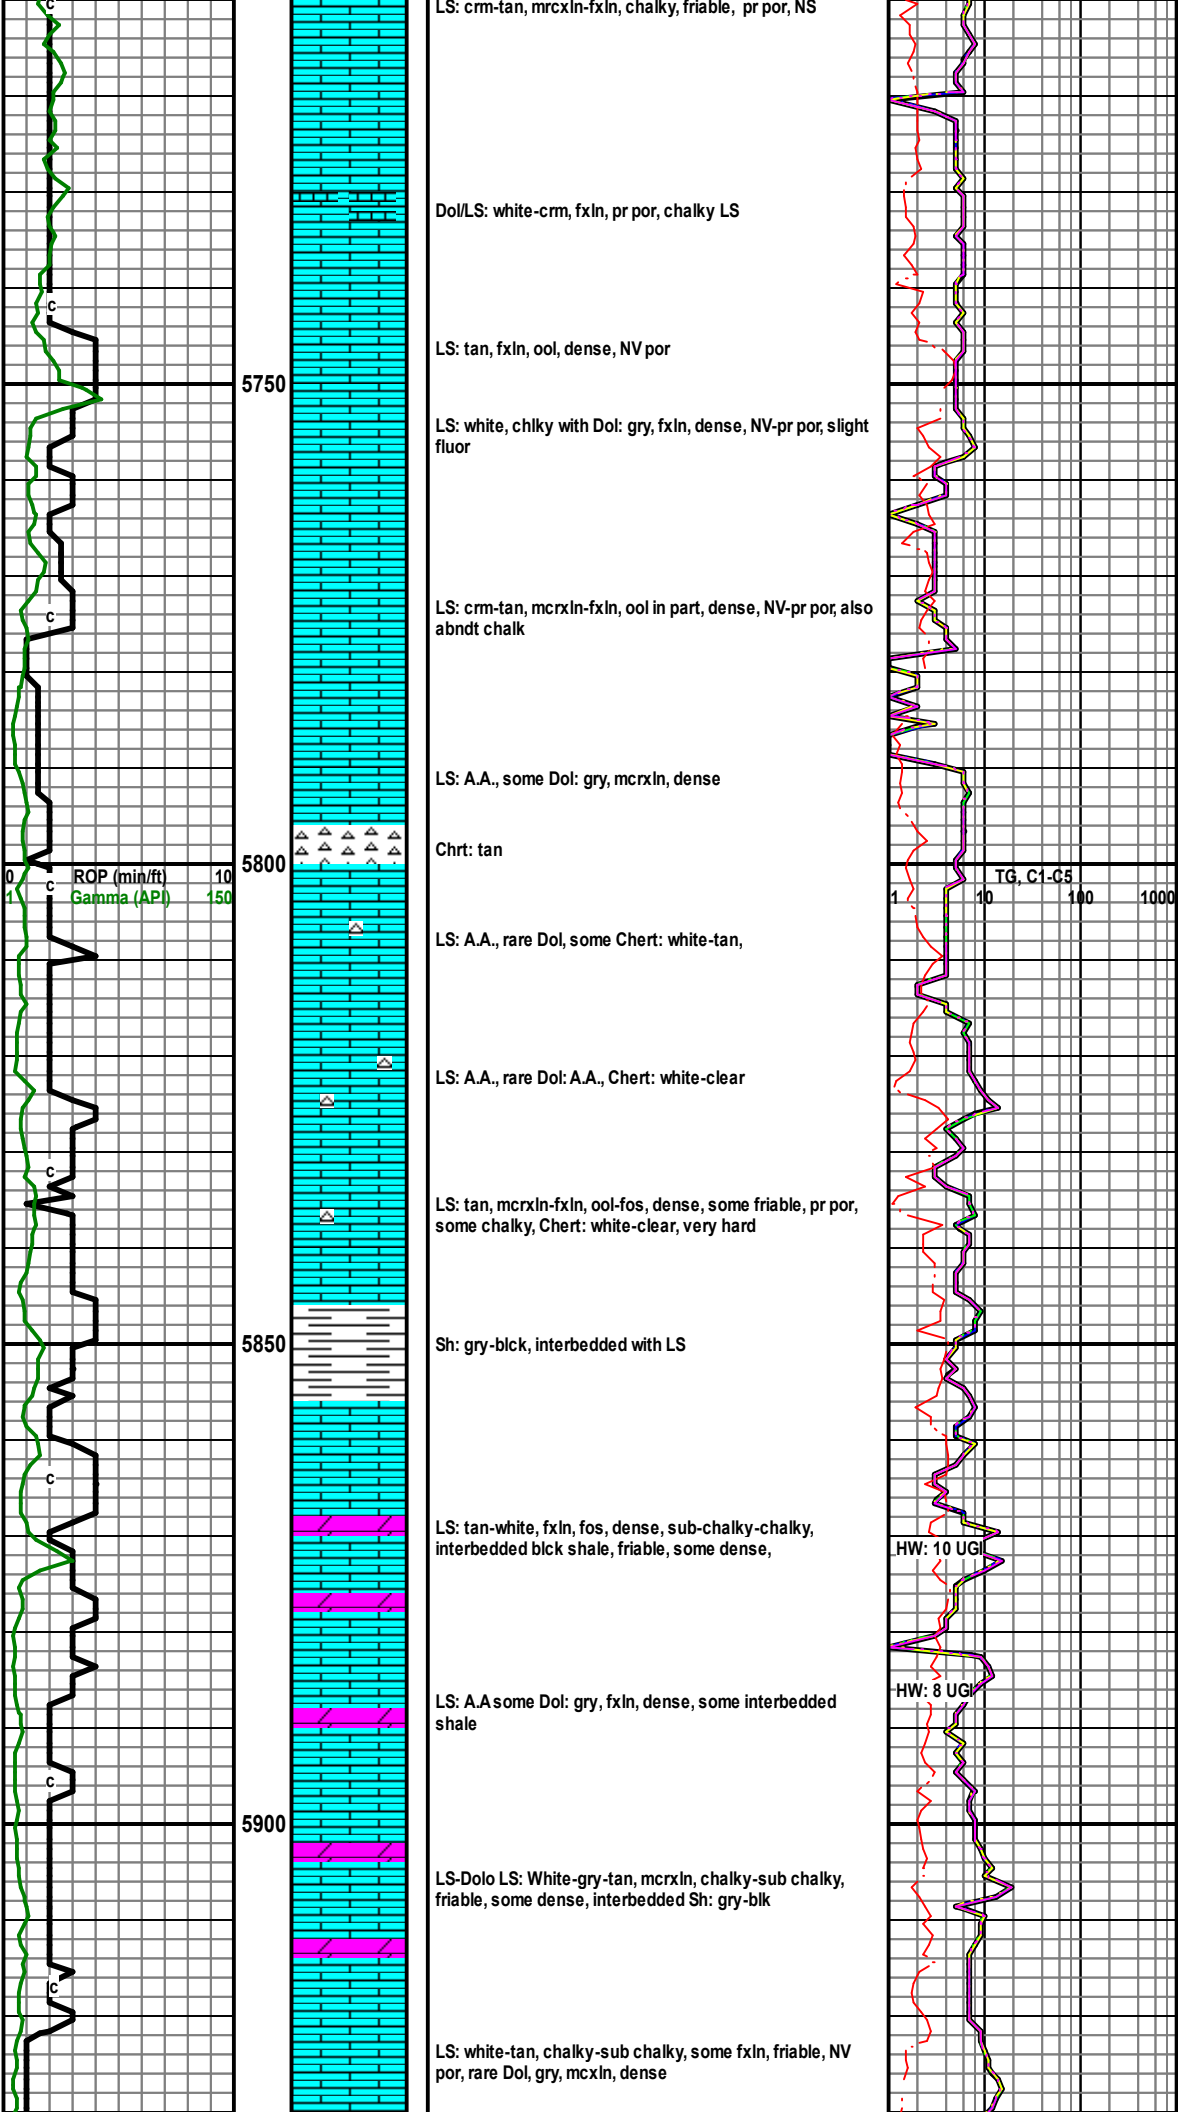 C
LS: crm-tan, mrcxln-fxln, chalky, friable, pr por, NS
Dol/LS: white-crm, fxln, pr por, chalky LS
C
LS: tan, fxln, ool, dense, NV por
5750
LS: white, chlky with Dol: gry, fxln, dense, NV-pr por, slight
fluor
C
LS: crm-tan, mcrxln-fxln, ool in part, dense, NV-pr por, also
abndt chalk
LS: A.A., some Dol: gry, mcrxln, dense
Chrt: tan
5800
0 ROP (min/ft) 10
C
TG, C1-C5
1 Gamma (API) 150
1 10 100 1000
LS: A.A., rare Dol, some Chert: white-tan,
LS: A.A., rare Dol: A.A., Chert: white-clear
C
LS: tan, mcrxln-fxln, ool-fos, dense, some friable, pr por,
some chalky, Chert: white-clear, very hard
5850
Sh: gry-blck, interbedded with LS
C
LS: tan-white, fxln, fos, dense, sub-chalky-chalky,
interbedded blck shale, friable, some dense,
HW: 10 UGI
HW: 8 UGI
LS: A.A some Dol: gry, fxln, dense, some interbedded
shale
C
5900
LS-Dolo LS: White-gry-tan, mcrxln, chalky-sub chalky,
friable, some dense, interbedded Sh: gry-blk
C
LS: white-tan, chalky-sub chalky, some fxln, friable, NV
por, rare Dol, gry, mcxln, dense